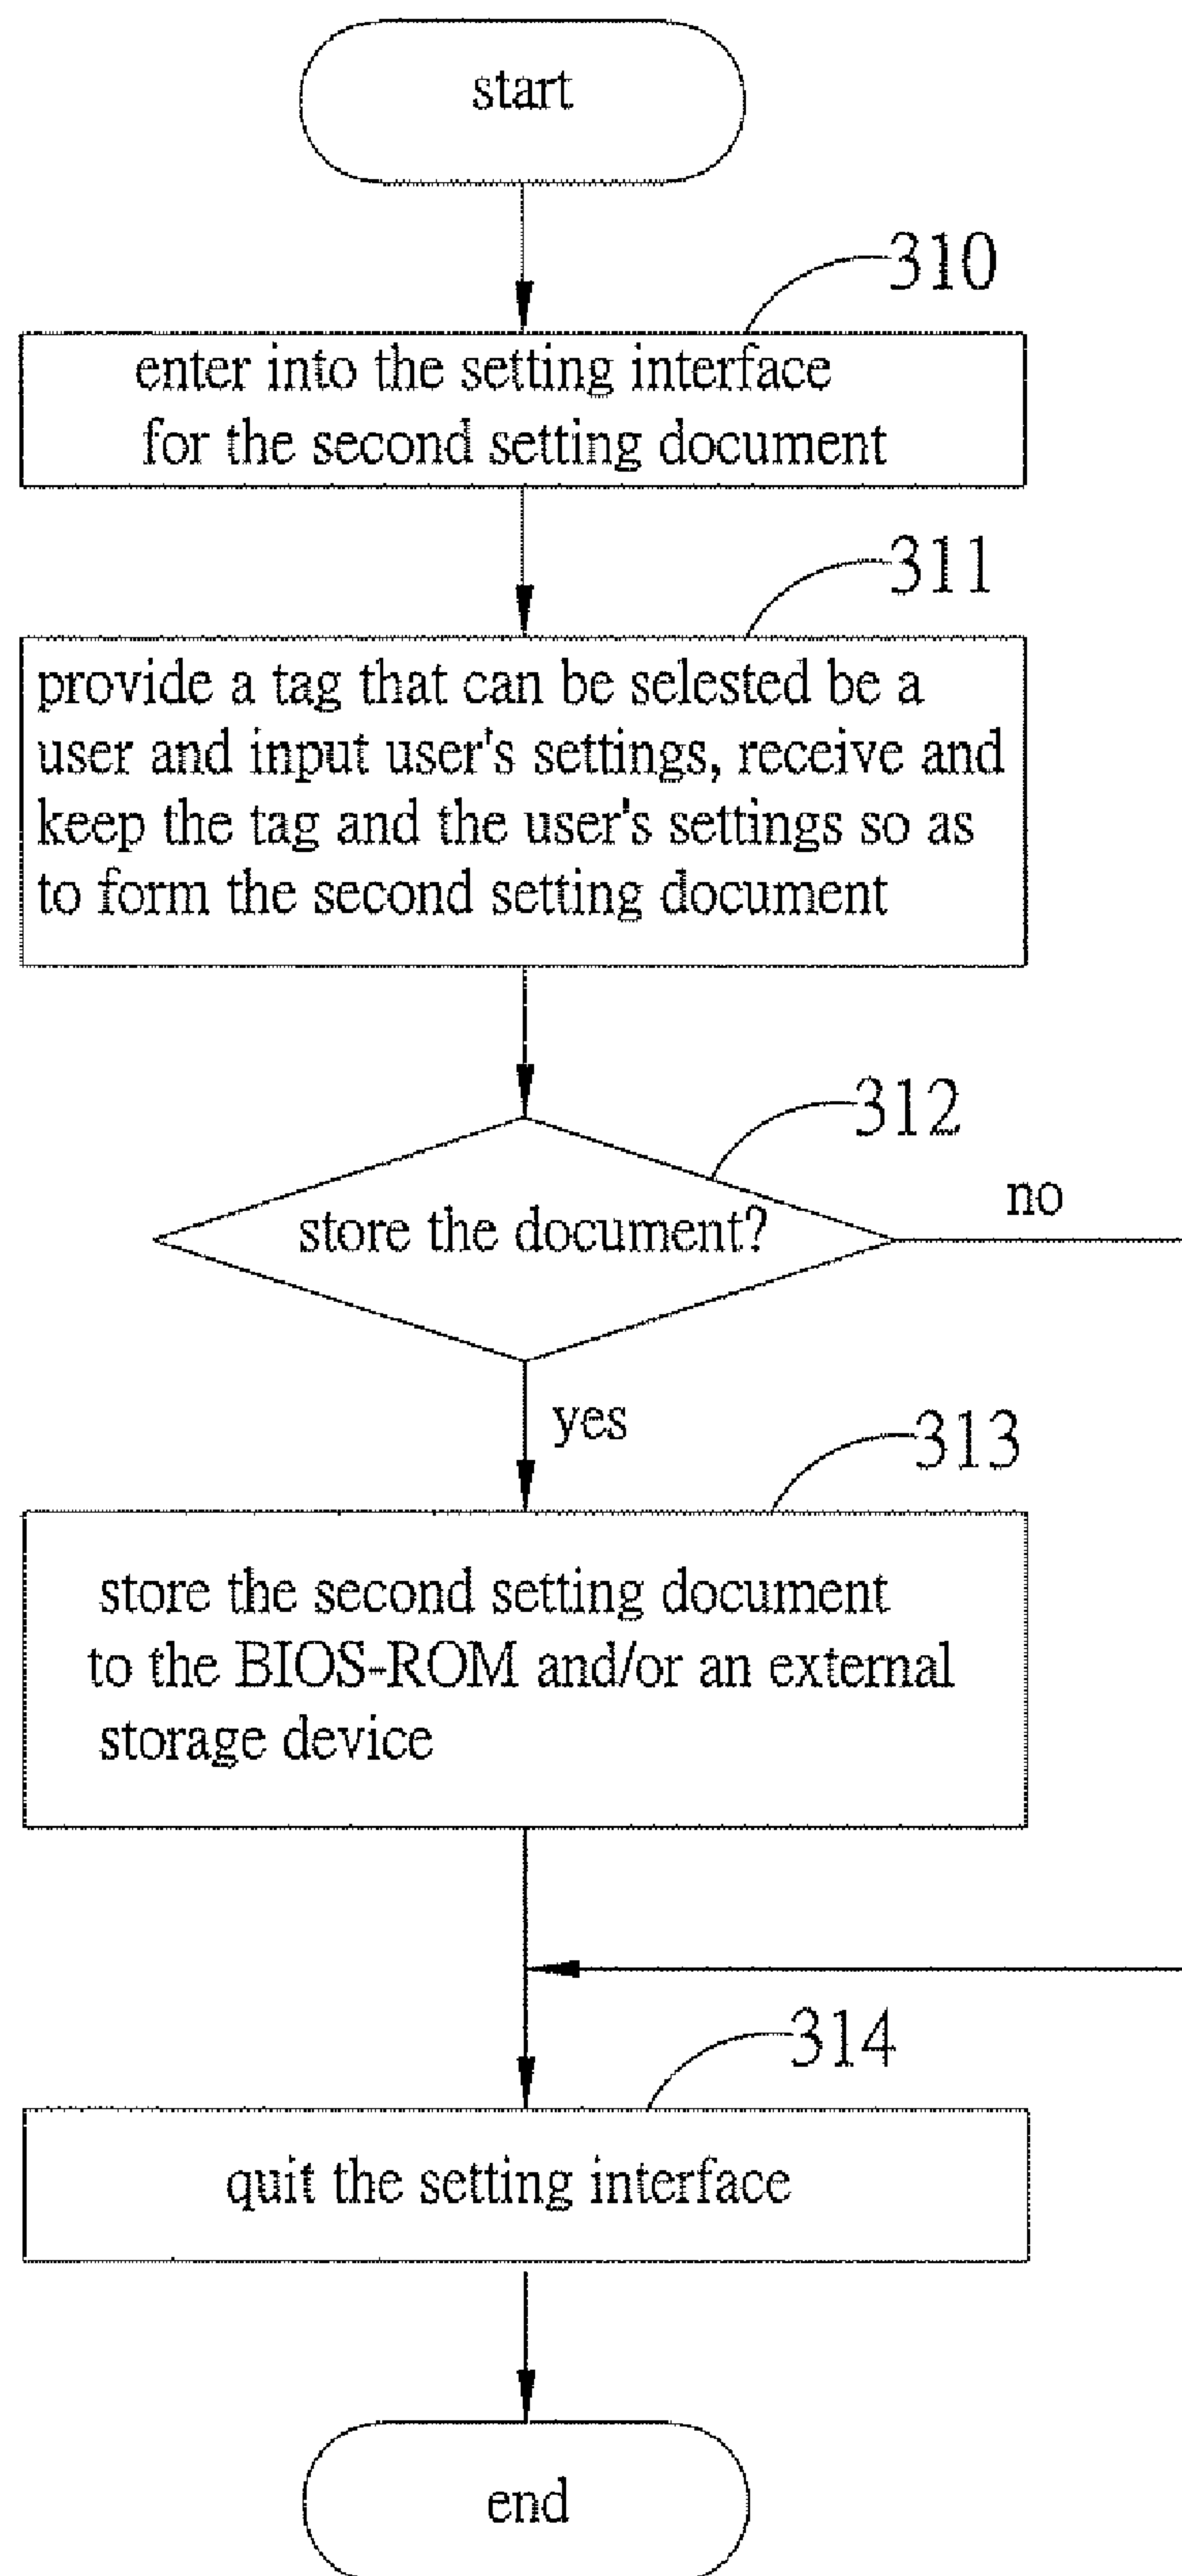 start
310
enter into the setting interface
for the second setting document
311
provide a tag that can be selested be a
user and input user's settings, receive and
keep the tag and the user's settings so as
to form the second setting document
312
no
store the document?
yes
313
store the second setting document
to the BIOS-ROM and/or an external
storage device
314
quit the setting interface
end